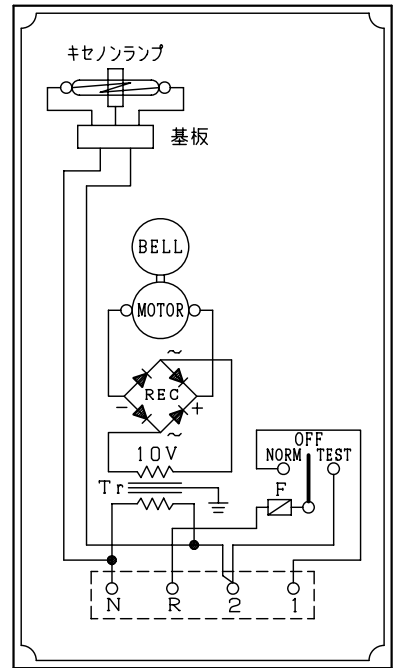 キセノンランプ
基板
BELL
MOTOR
~
REC
- +
~
10V
OFF
NORM TEST
Tr
F
N R 2 1